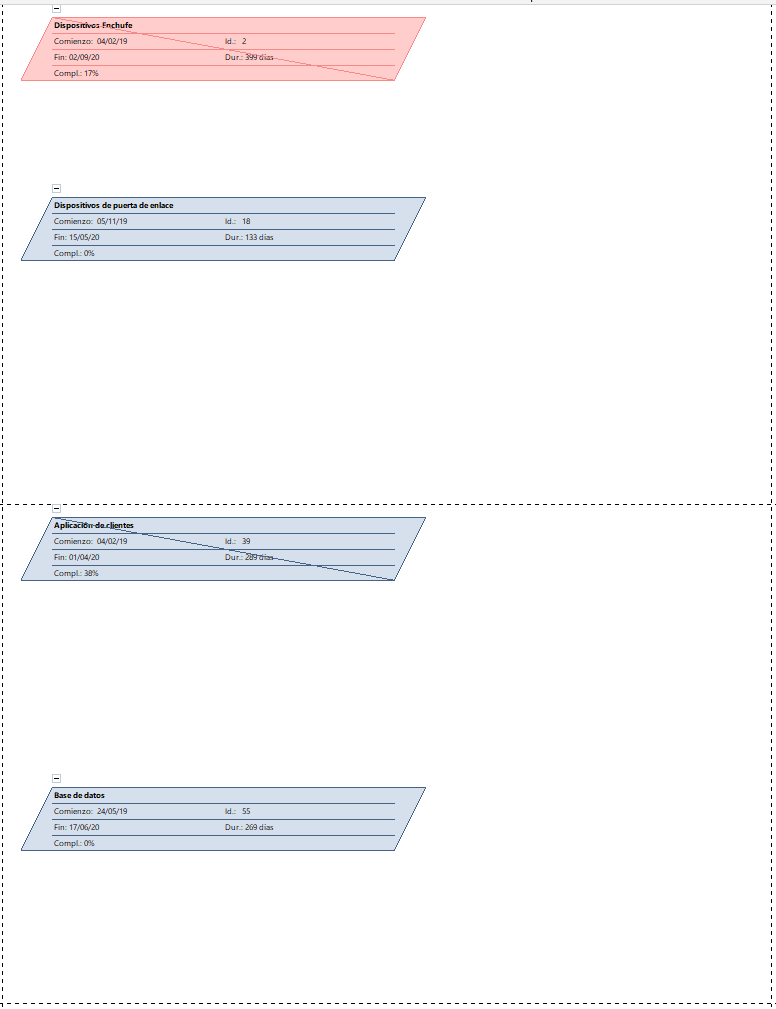 Dispositivos Enchufe
Comienzo: 04/02/19 Id.: 2
Fin: 02/09/20 Dur.: 399 días
Compl.: 17%
Dispositivos de puerta de enlace
Comienzo: 05/11/19 Id.: 18
Fin: 15/05/20 Dur.: 133 días
Compl.: 0%
Aplicación de clientes
Comienzo: 04/02/19 Id.: 39
Fin: 01/04/20 Dur.: 289 días
Compl.: 38%
Base de datos
Comienzo: 24/05/19 Id.: 55
Fin: 17/06/20 Dur.: 269 días
Compl.: 0%